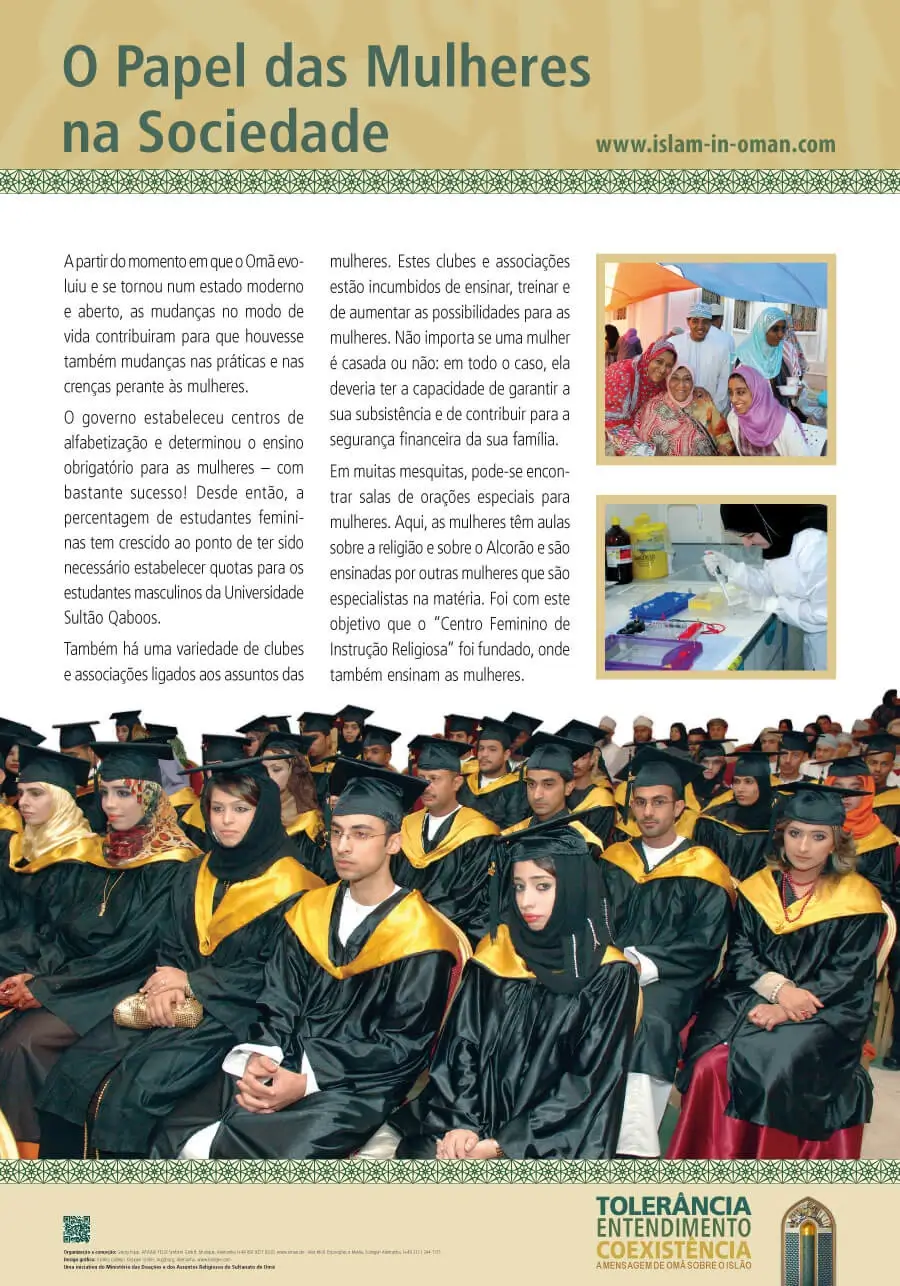 O Papel das Mulheres
na Sociedade
www.islam-in-oman.com
A partir do momento em que o Omã evo-
luiu e se tornou num estado moderno
e aberto, as mudanças no modo de
vida contribuiram para que houvesse
também mudanças nas práticas e nas
crenças perante às mulheres.
O governo estabeleceu centros de
alfabetização e determinou o ensino
obrigatório para as mulheres – com
bastante sucesso! Desde então, a
percentagem de estudantes femini-
nas tem crescido ao ponto de ter sido
necessário estabelecer quotas para os
estudantes masculinos da Universidade
Sultão Qaboos.
Também há uma variedade de clubes
e associações ligados aos assuntos das
mulheres. Estes clubes e associações
estão incumbidos de ensinar, treinar e
de aumentar as possibilidades para as
mulheres. Não importa se uma mulher
é casada ou não: em todo o caso, ela
deveria ter a capacidade de garantir a
sua subsistência e de contribuir para a
segurança financeira da sua família.
Em muitas mesquitas, pode-se encon-
trar salas de orações especiais para
mulheres. Aqui, as mulheres têm aulas
sobre a religião e sobre o Alcorão e são
ensinadas por outras mulheres que são
especialistas na matéria. Foi com este
objetivo que o “Centro Feminino de
Instrução Religiosa” foi fundado, onde
também ensinam as mulheres.
Organização e concepção:
Design gráfico:
Uma iniciativa do Ministério das Doações e dos Assuntos Religiosos do Sultanato de Omã
TOLERÂNCIA
ENTENDIMENTO
COEXISTÊNCIA
A MENSAGEM DE OMÃ SOBRE O ISLÃO